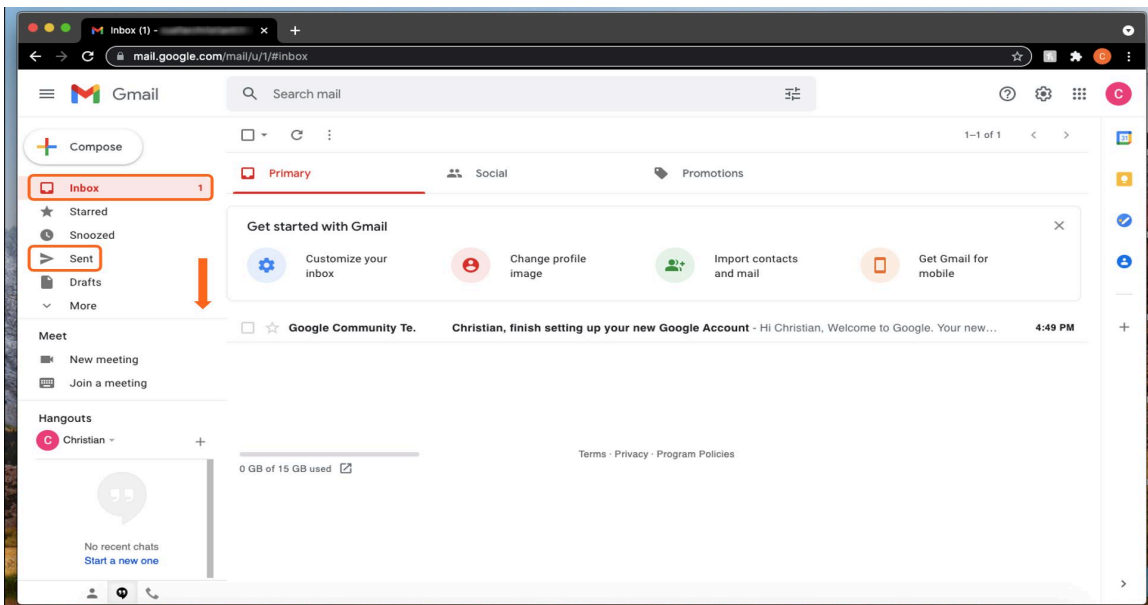 Inbox (1) -
mail.google.com/mail/u/1/#inbox
C
Gmail
Search mail
C
Compose
1–1 of 1
31
Inbox 1
Primary
Social
Promotions
Starred
Snoozed
Sent
Drafts
More
Get started with Gmail
Customize your
inbox
Change profile
image
Import contacts
and mail
Get Gmail for
mobile
Google Community Te. Christian, finish setting up your new Google Account - Hi Christian, Welcome to Google. Your new... 4:49 PM
Meet
New meeting
Join a meeting
Hangouts
C Christian
No recent chats
Start a new one
0 GB of 15 GB used
Terms · Privacy · Program Policies